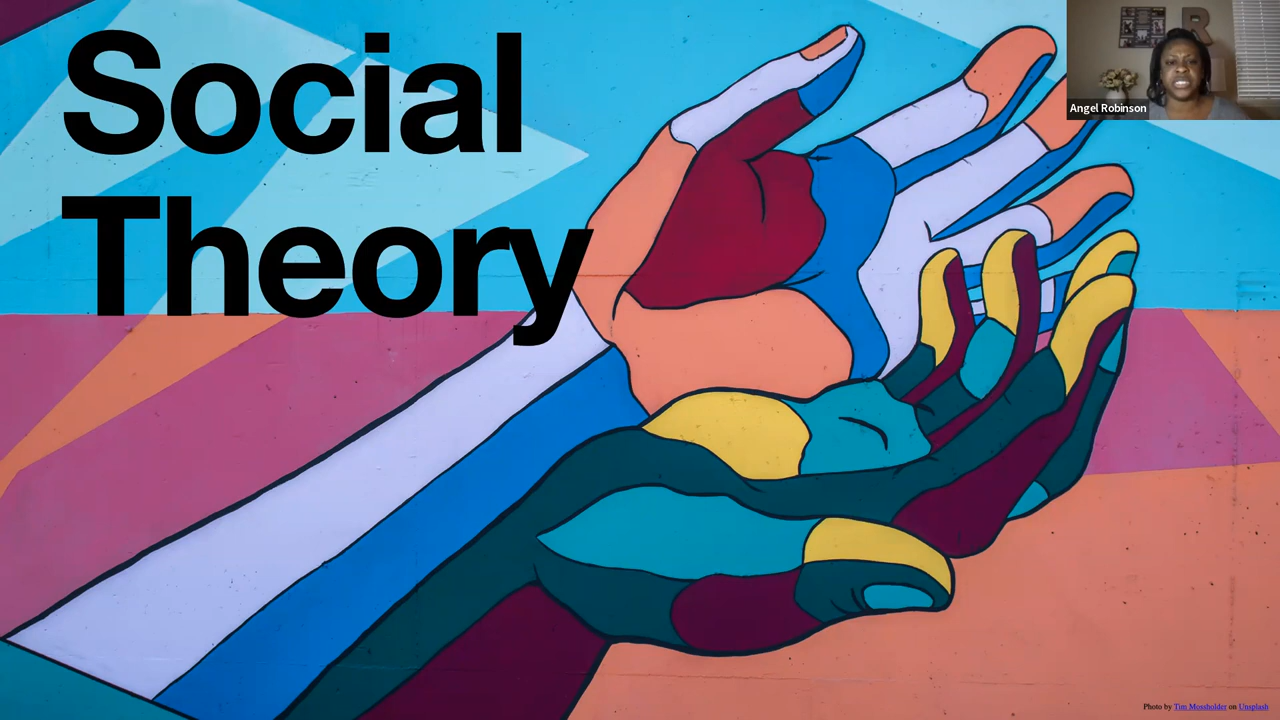 Social
Theory
R
Angel Robinson
Photo by Tim Mossholder on Unsplash